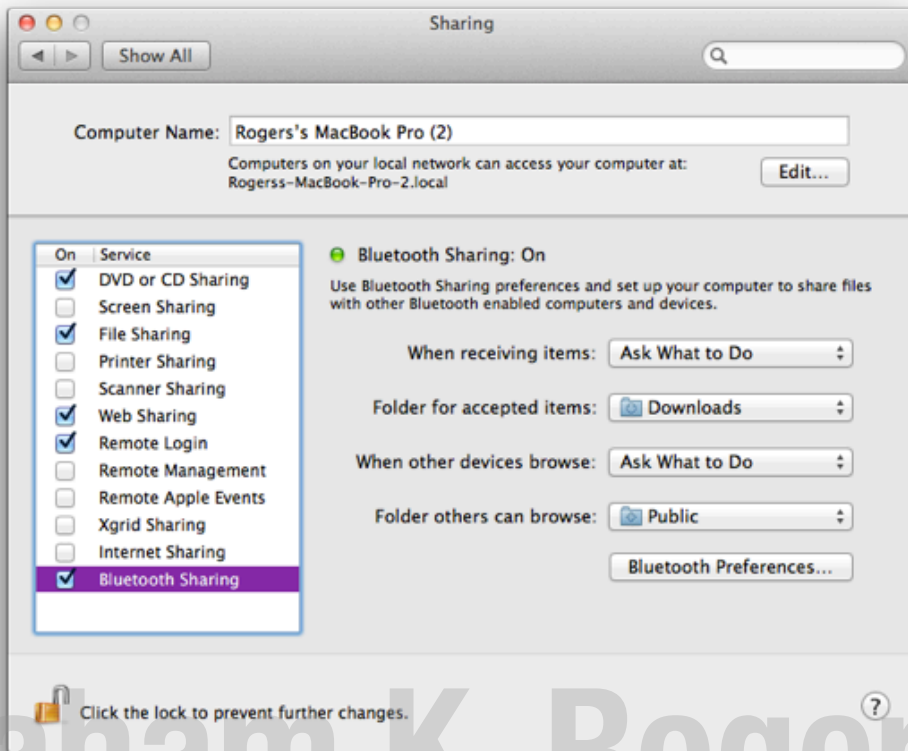 Sharing
Show All
Computer Name: Rogers's MacBook Pro (2)
Computers on your local network can access your computer at:
Rogerss-MacBook-Pro-2.local
Edit...
On Service
DVD or CD Sharing
Screen Sharing
File Sharing
Printer Sharing
Scanner Sharing
Web Sharing
Remote Login
Remote Management
Remote Apple Events
Xgrid Sharing
Internet Sharing
Bluetooth Sharing
Bluetooth Sharing: On
Use Bluetooth Sharing preferences and set up your computer to share files
with other Bluetooth enabled computers and devices.
When receiving items: Ask What to Do
Folder for accepted items: Downloads
When other devices browse: Ask What to Do
Folder others can browse: Public
Bluetooth Preferences...
Click the lock to prevent further changes.
?
K.